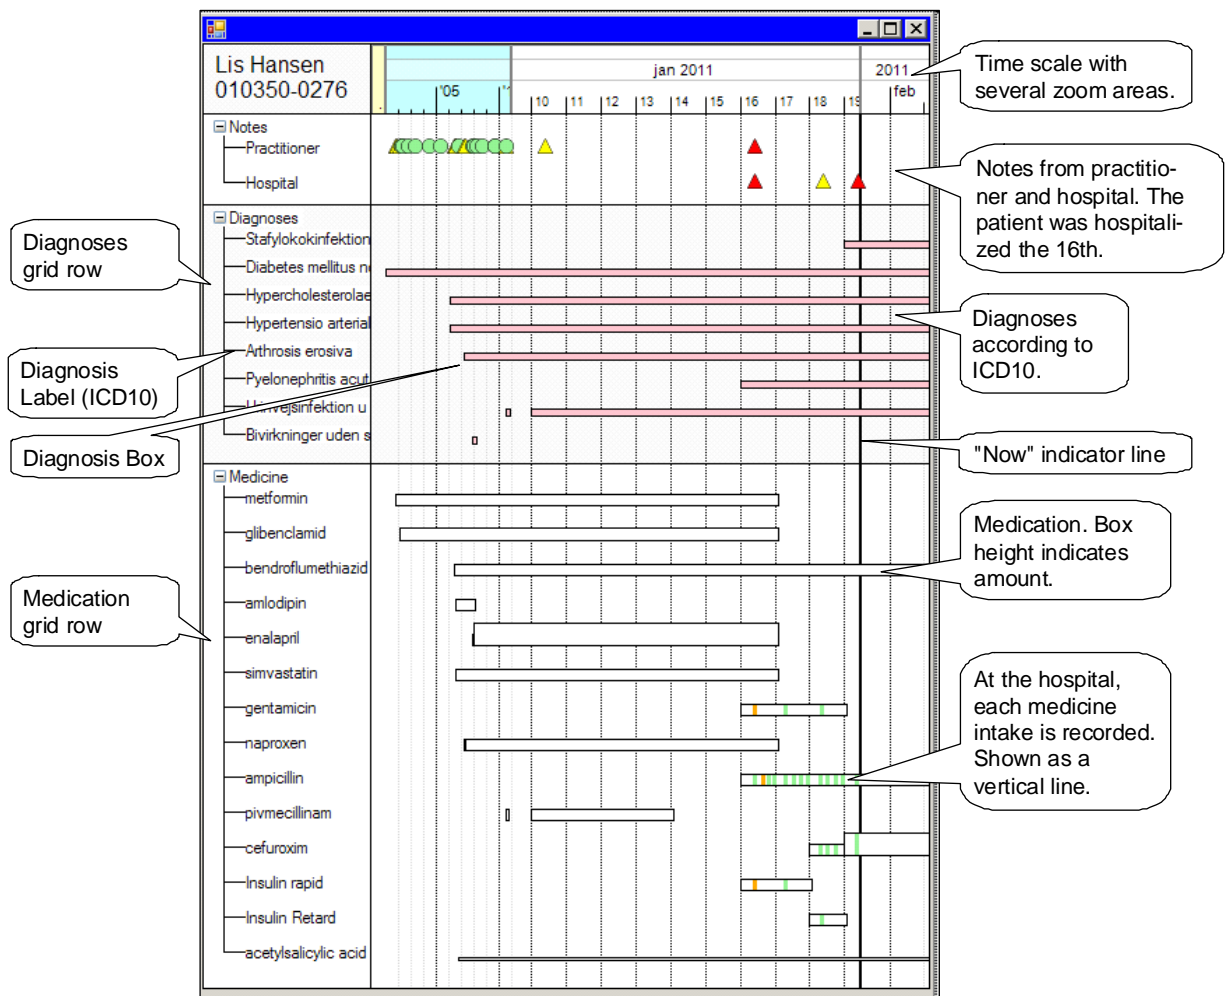 Lis Hansen
010350-0276
jan 2011
2011
'05
feb
10 11 12 13 14 15 16 17 18 19
Notes
Practitioner
Hospital
Diagnoses
Stafylokokinfektion
Diabetes mellitus n
Hypercholesterolae
Hypertensio arterial
Arthrosis erosiva
Pyelonephritis acut
Urinvejsinfektion u
Bivirkninger uden s
Medicine
metformin
glibenclamid
bendroflumethiazid
amlodipin
enalapril
simvastatin
gentamicin
naproxen
ampicillin
pivmecillinam
cefuroxim
Insulin rapid
Insulin Retard
acetylsalicylic acid
Diagnoses
grid row
Diagnosis
Label (ICD10)
Diagnosis Box
Medication
grid row
Time scale with
several zoom areas.
Notes from practitio-
ner and hospital. The
patient was hospitali-
zed the 16th.
Diagnoses
according to
ICD10.
"Now" indicator line
Medication. Box
height indicates
amount.
At the hospital,
each medicine
intake is recorded.
Shown as a
vertical line.